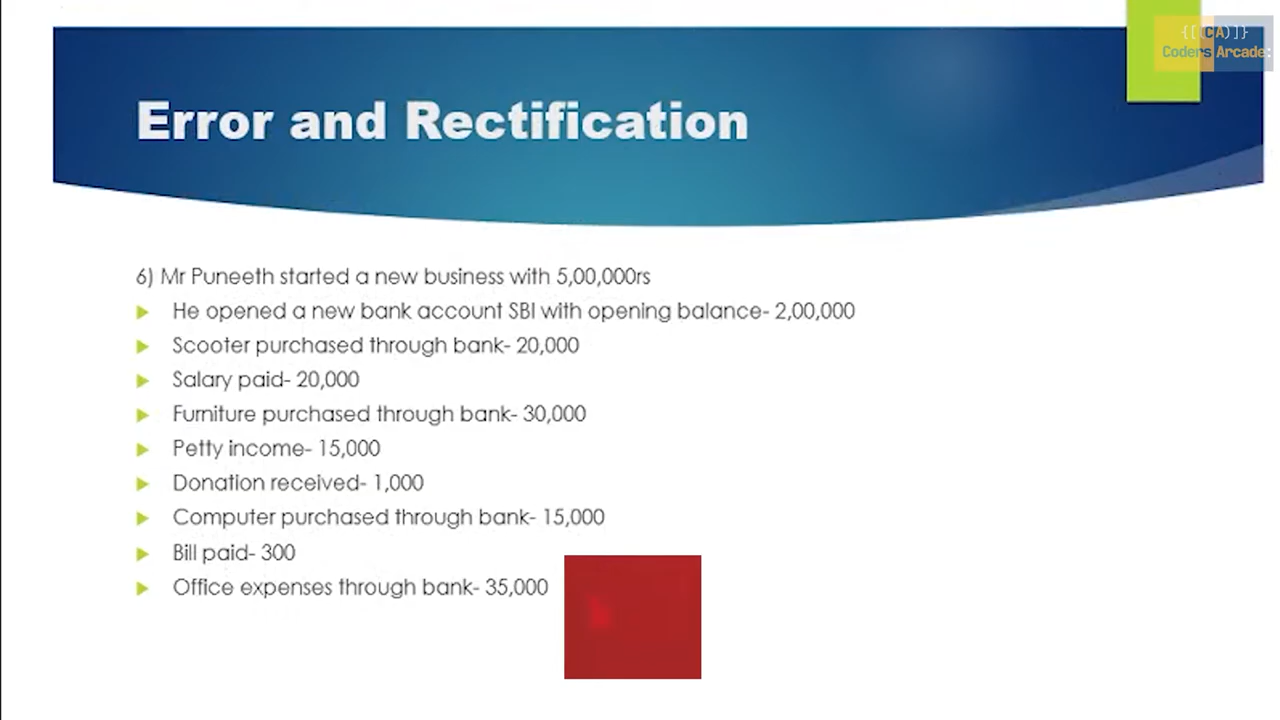 {[(CA)]}
Coders Arcade:
Error and Rectification
6) Mr Puneeth started a new business with 5,00,000rs
He opened a new bank account SBI with opening balance- 2,00,000
Scooter purchased through bank- 20,000
Salary paid- 20,000
Furniture purchased through bank- 30,000
Petty income- 15,000
Donation received- 1,000
Computer purchased through bank- 15,000
Bill paid- 300
Office expenses through bank- 35,000